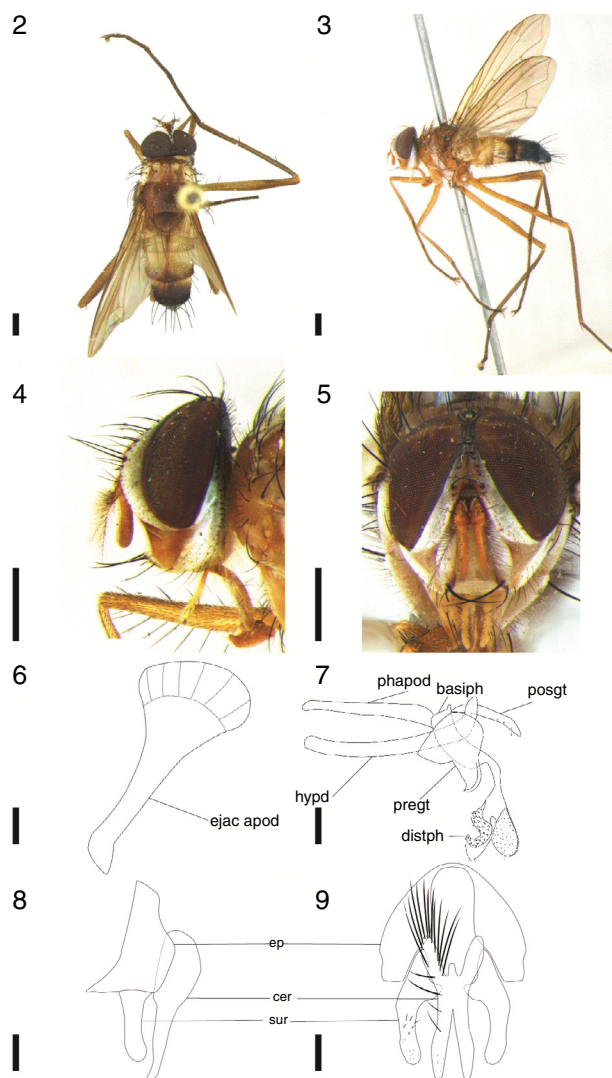 2
3
4
5
6
7
phapod
basiph
posgt
hypd
pregt
ejac apod
distph
8
9
ep
cer
sur